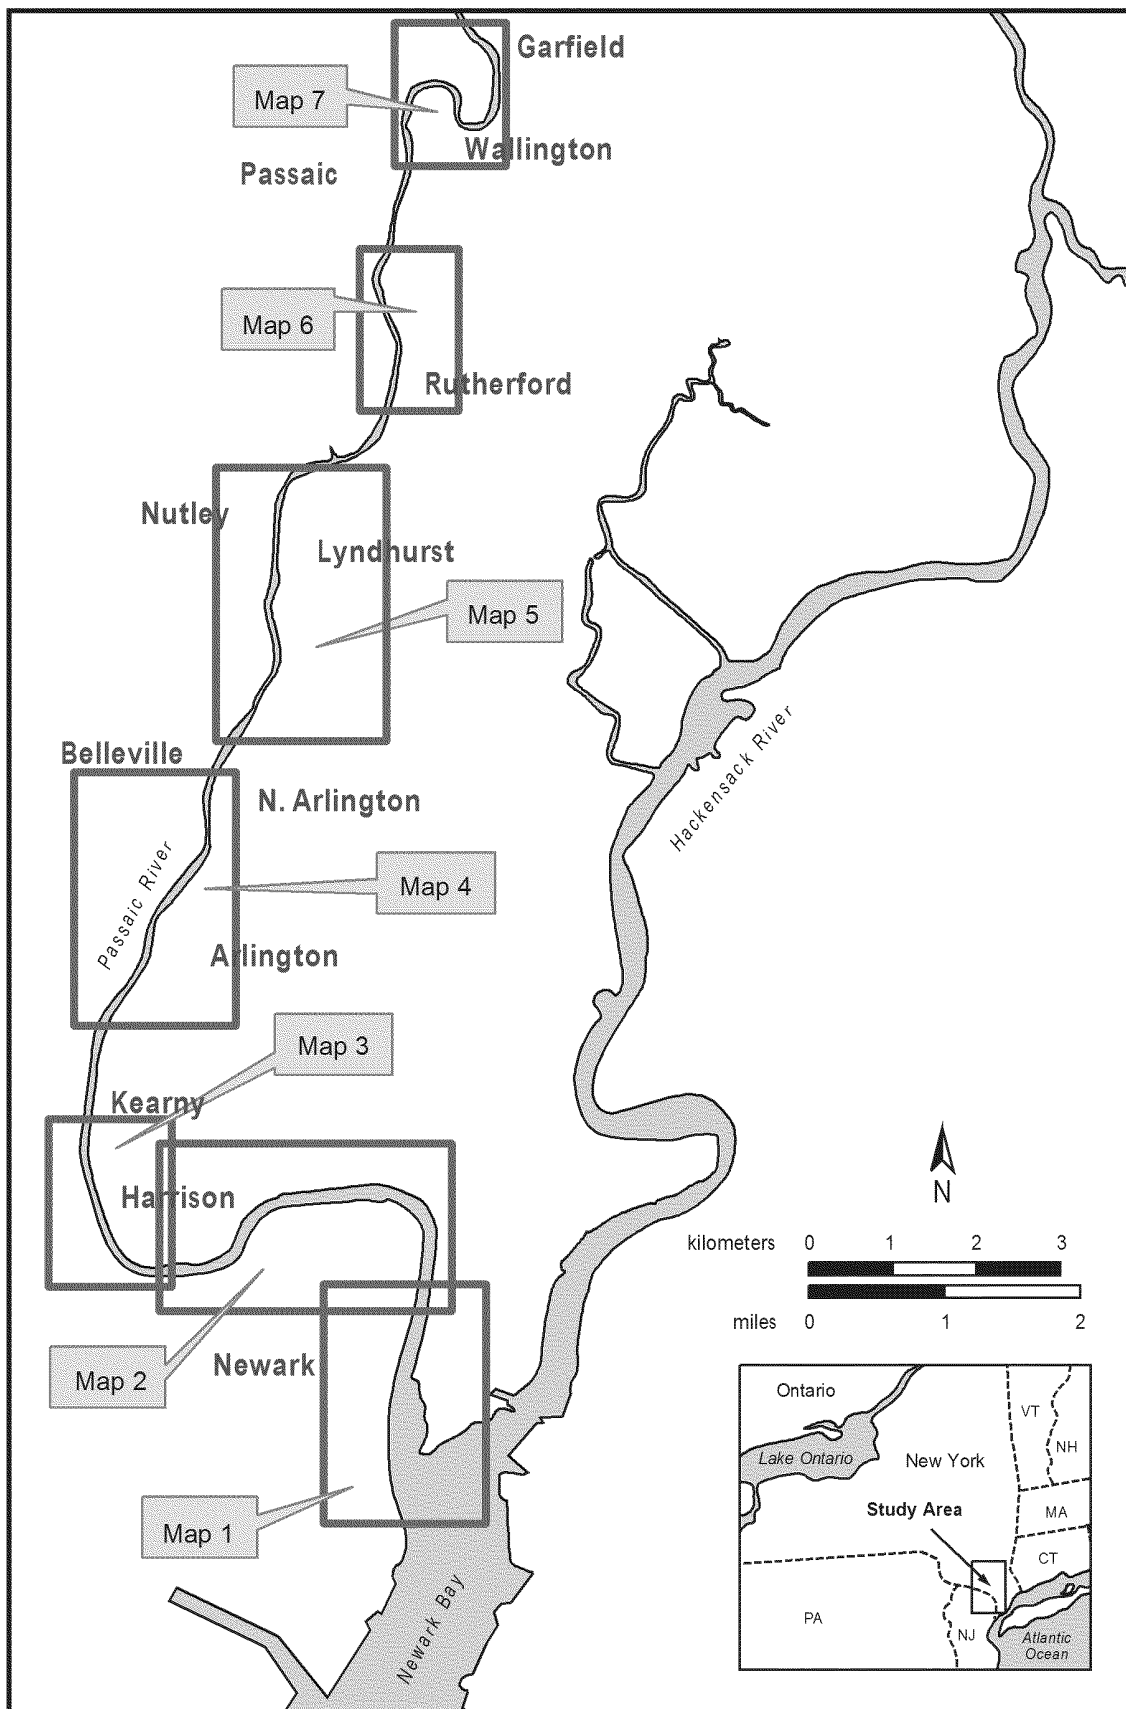 Garfield
Map 7
Wallington
Passaic
Map 6
Rutherford
Nutley
Lyndhurst
Map 5
Hackensack River
Belleville
N. Arlington
Passaic River
Map 4
Arlington
Map 3
Kearny
Harrison
N
kilometers 0 1 2 3
miles 0 1 2
Newark
Map 2
Map 1
Newark Bay
Ontario
VT
NH
Lake Ontario
New York
Study Area
MA
CT
PA
NJ
Atlantic
Ocean